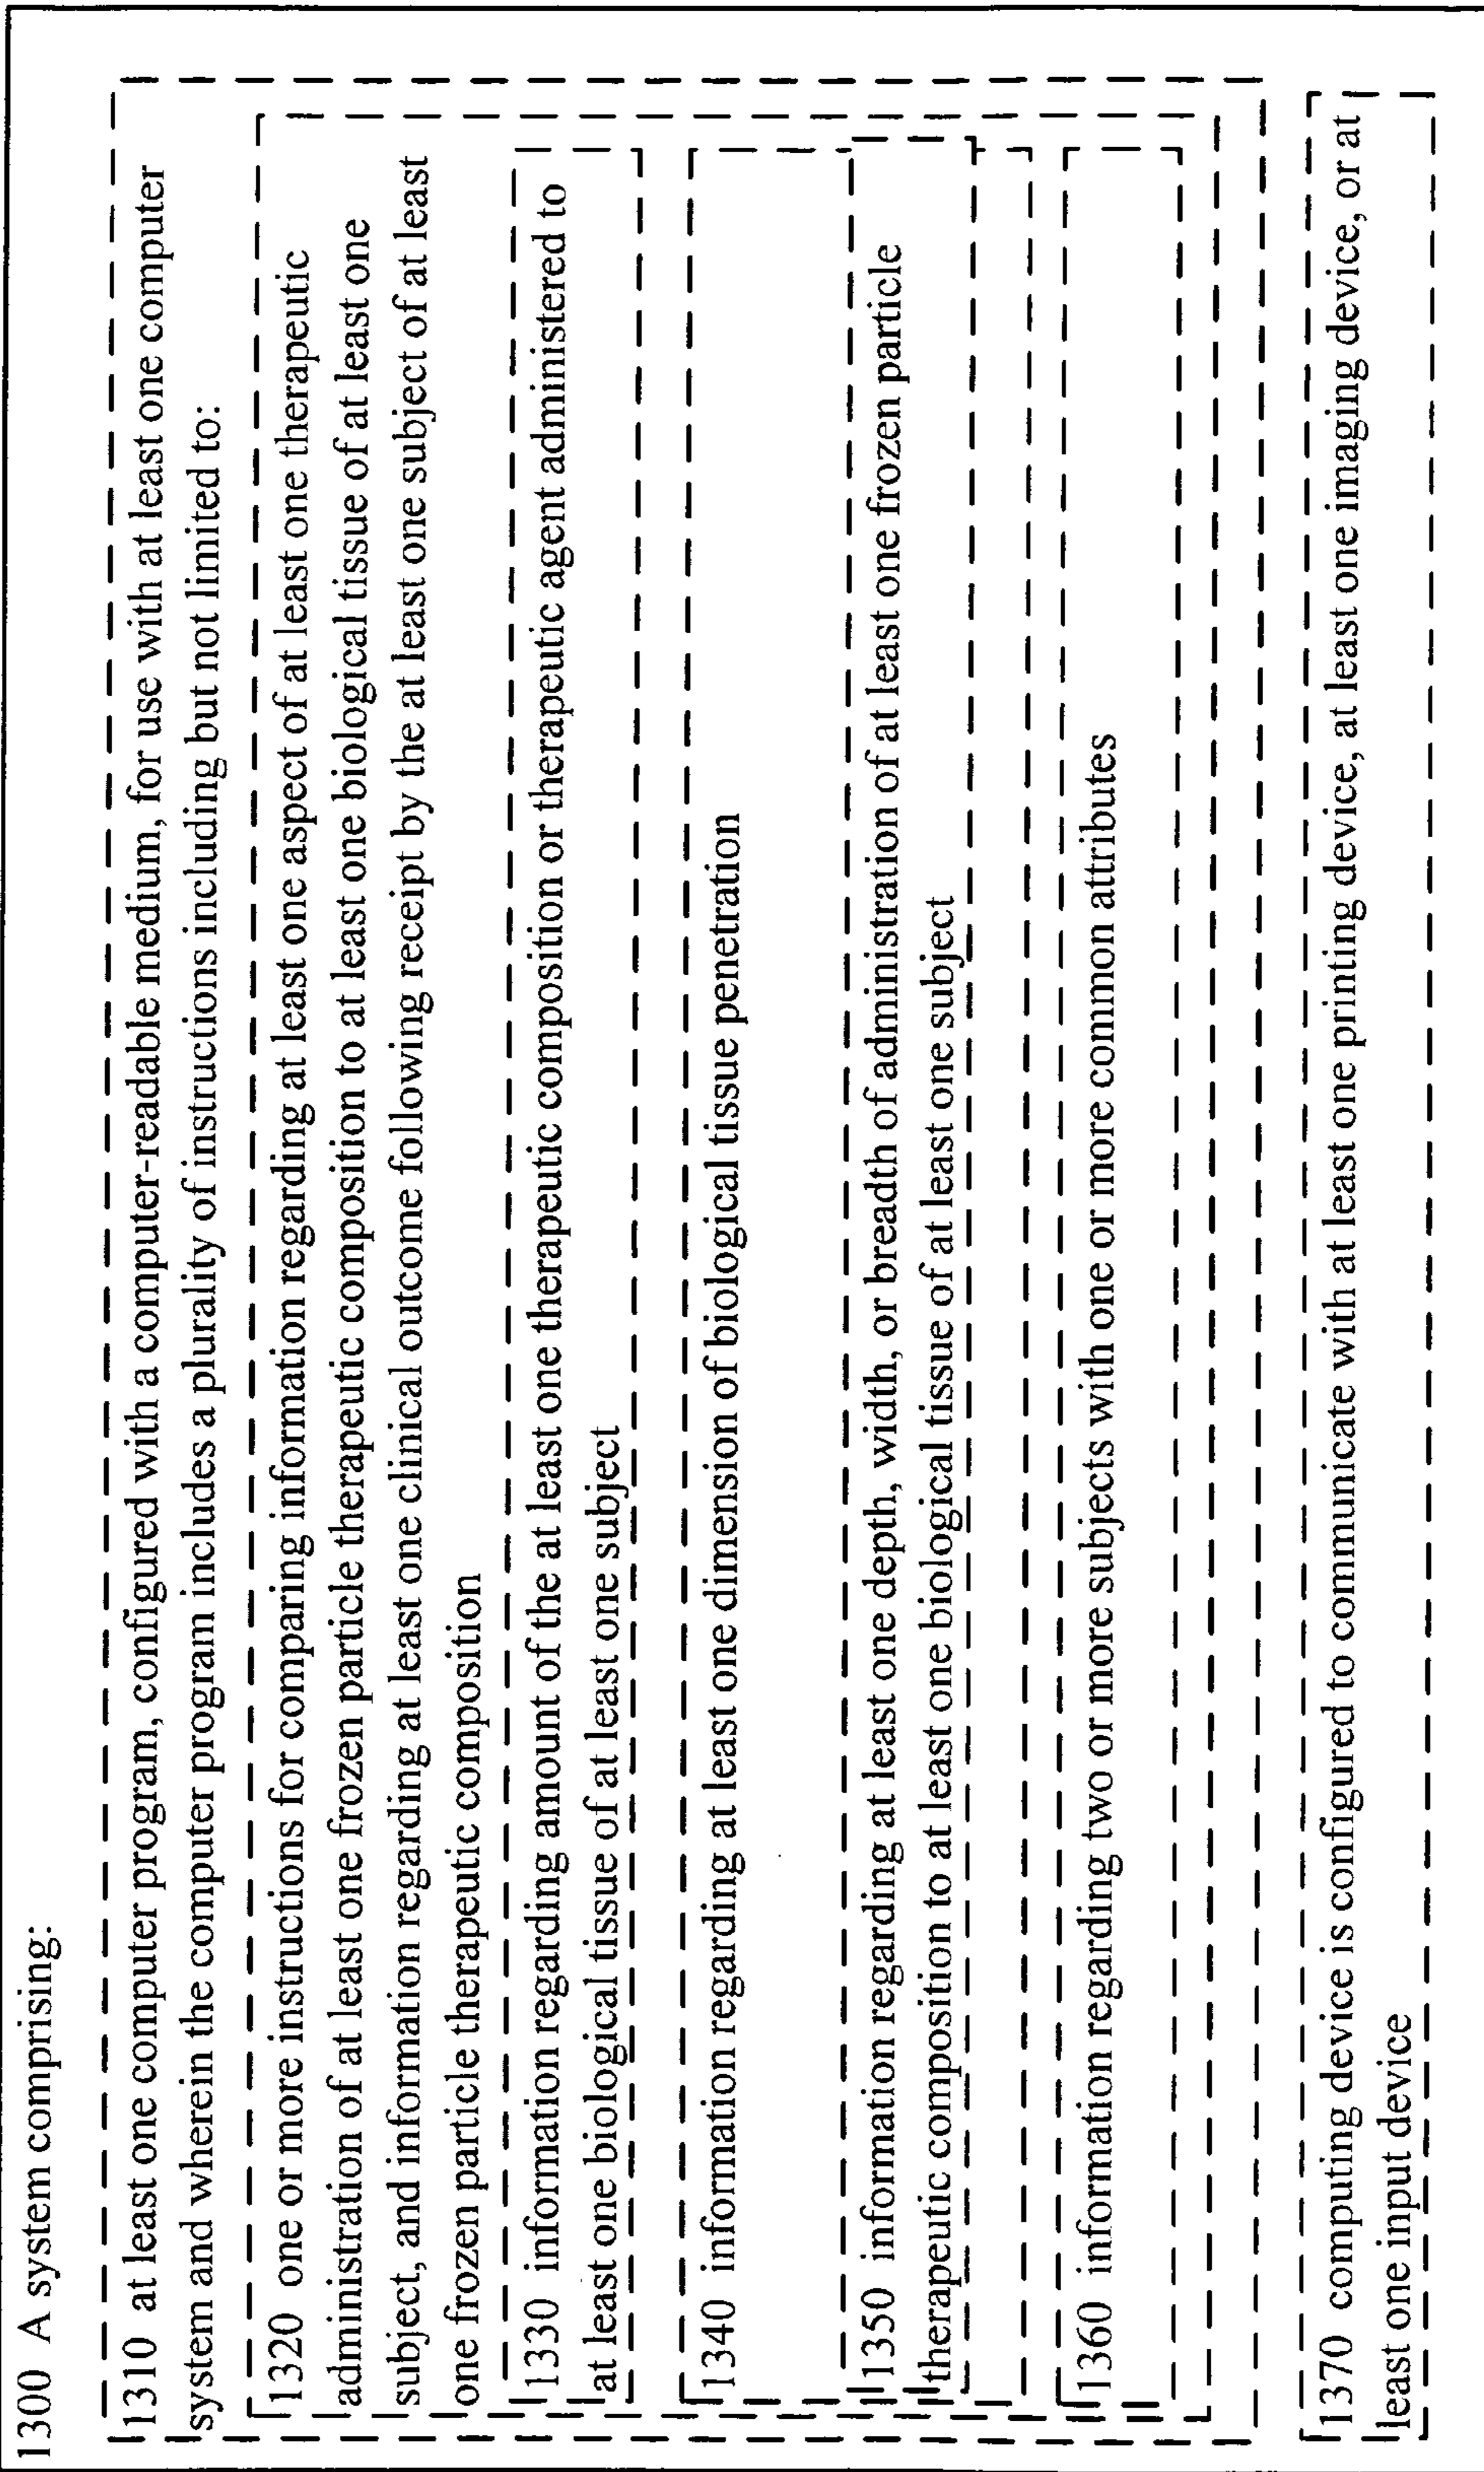 1300 A system comprising:
1310 at least one computer program, configured with a computer-readable medium, for use with at least one computer
system and wherein the computer program includes a plurality of instructions including but not limited to:
1320 one or more instructions for comparing information regarding at least one aspect of at least one therapeutic
administration of at least one frozen particle therapeutic composition to at least one biological tissue of at least one
subject, and information regarding at least one clinical outcome following receipt by the at least one subject of at least
one frozen particle therapeutic composition
1330 information regarding amount of the at least one therapeutic composition or therapeutic agent administered to
at least one biological tissue of at least one subject
1340 information regarding at least one dimension of biological tissue penetration
1350 information regarding at least one depth, width, or breadth of administration of at least one frozen particle
therapeutic composition to at least one biological tissue of at least one subject
1360 information regarding two or more subjects with one or more common attributes
1370 computing device is configured to communicate with at least one printing device, at least one imaging device, or at
least one input device